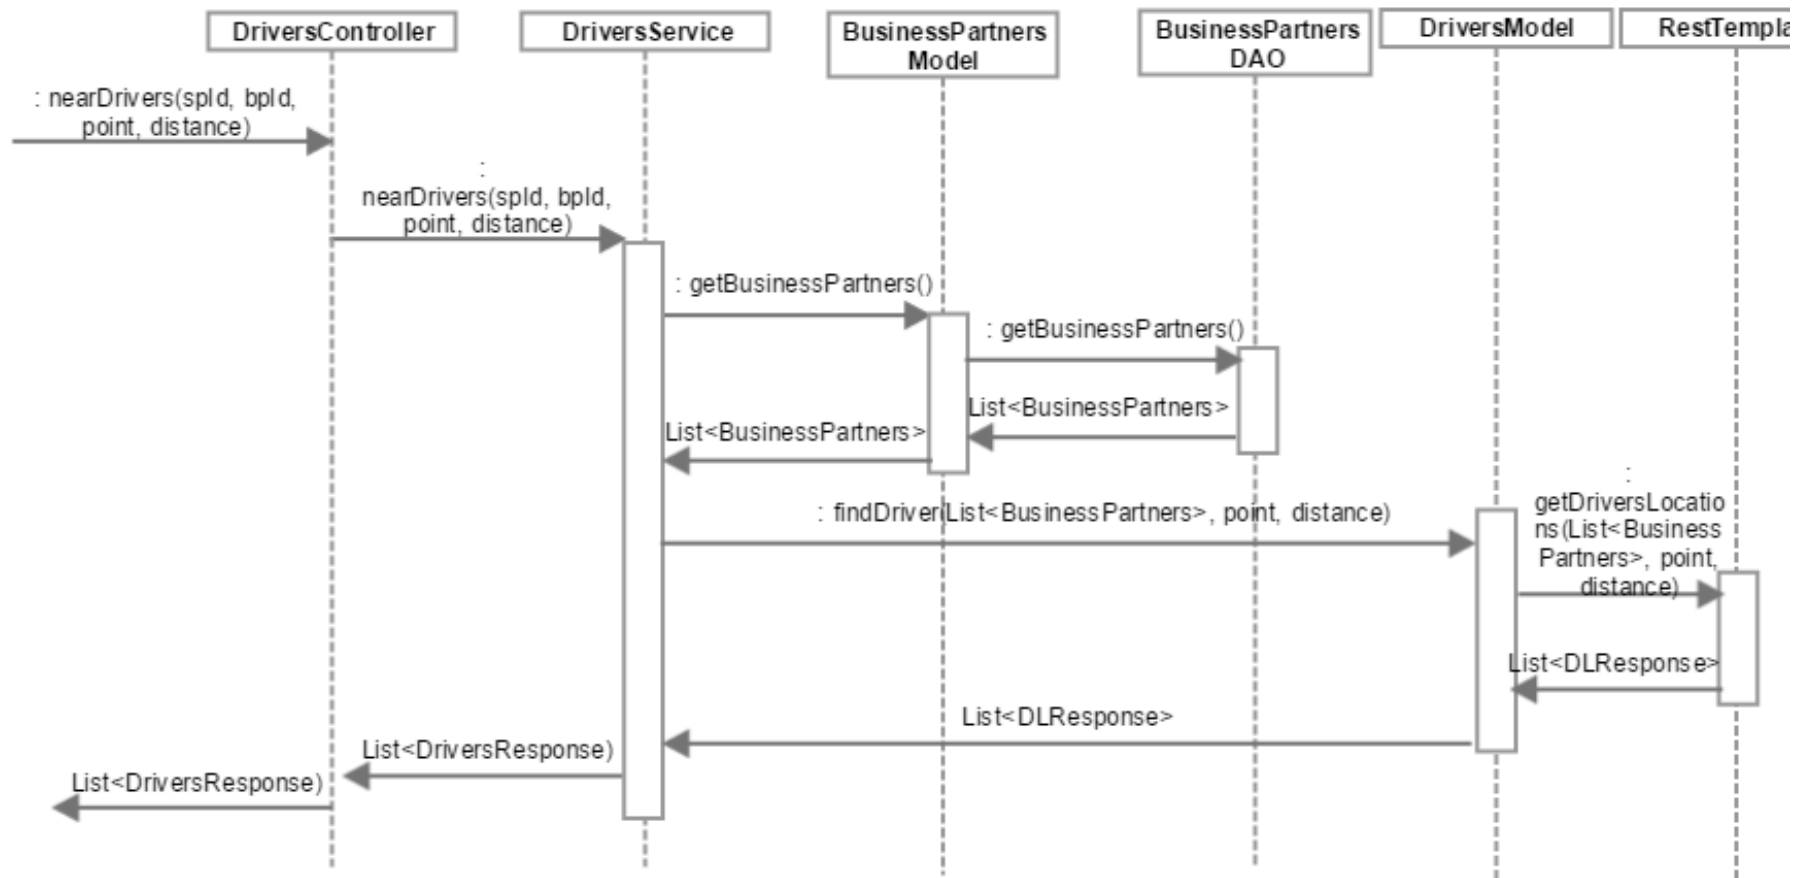 DriversController
DriversService
BusinessPartners
Model
BusinessPartners
DAO
DriversModel
RestTempla
: nearDrivers(spId, bpId,
point, distance)
:
nearDrivers(spId, bpId,
point, distance)
: getBusinessPartners()
: getBusinessPartners()
List<BusinessPartners>
List<BusinessPartners>
: findDriver(List<BusinessPartners>, point, distance)
:
getDriversLocatio
ns(List<Business
Partners>, point,
distance)
List<DLResponse>
List<DLResponse>
List<DriversResponse)
List<DriversResponse)